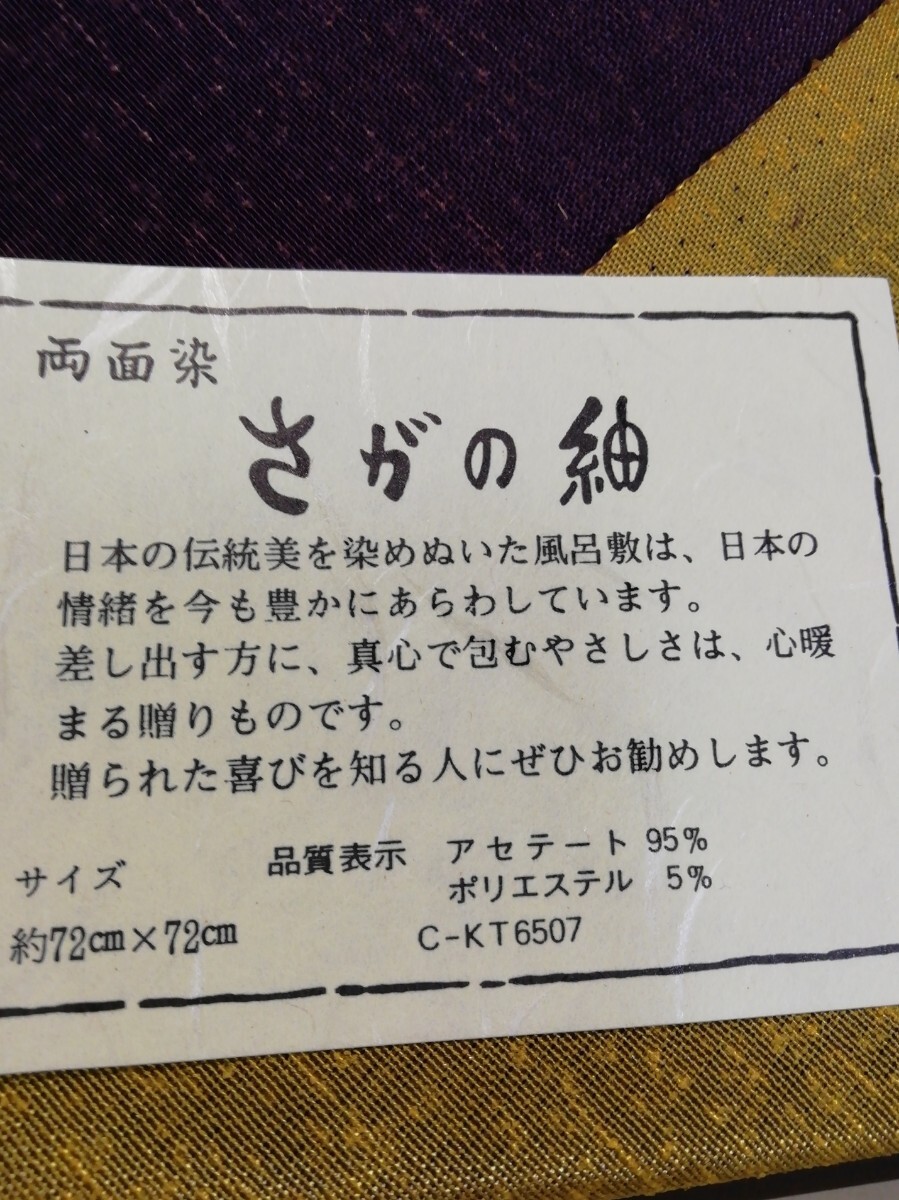 両面染
さがの紬
日本の伝統美を染めぬいた風呂敷は、日本の
情緒を今も豊かにあらわしています。
差し出す方に、真心で包むやさしさは、心暖
まる贈りものです。
贈られた喜びを知る人にぜひお勧めします。
品質表示 アセテート 95%
ポリエステル 5%
サイズ
約72㎝×72㎝
C-KT6507